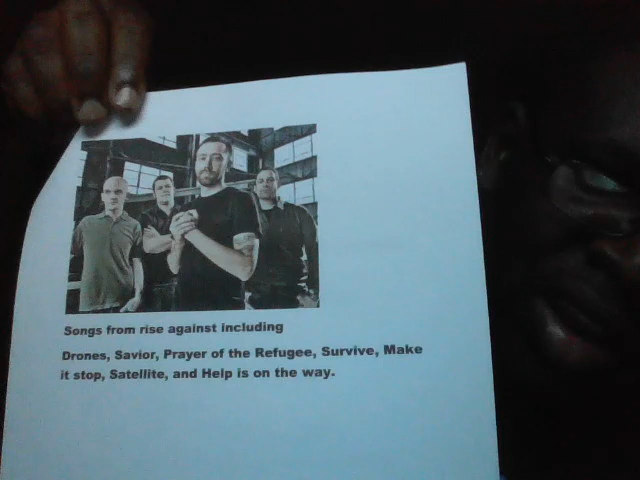 Songs from rise against including
Drones, Savior, Prayer of the Refugee, Survive, Make
it stop, Satellite, and Help is on the way.